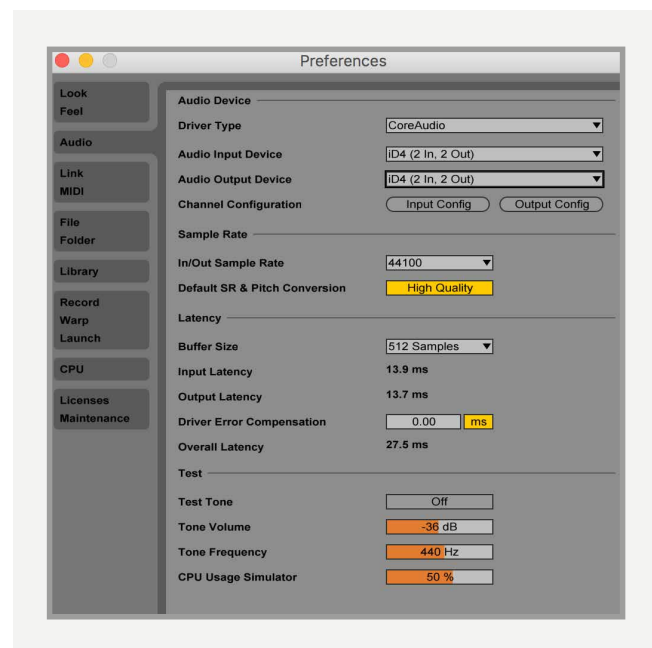 Preferences
Look
Feel
Audio
Link
MIDI
File
Folder
Library
Record
Warp
Launch
CPU
Licenses
Maintenance
Audio Device
Driver Type CoreAudio
Audio Input Device iD4 (2 In, 2 Out)
Audio Output Device iD4 (2 In, 2 Out)
Channel Configuration Input Config Output Config
Sample Rate
In/Out Sample Rate 44100
Default SR & Pitch Conversion High Quality
Latency
Buffer Size 512 Samples
Input Latency 13.9 ms
Output Latency 13.7 ms
Driver Error Compensation 0.00 ms
Overall Latency 27.5 ms
Test
Test Tone Off
Tone Volume -36 dB
Tone Frequency 440 Hz
CPU Usage Simulator 50 %